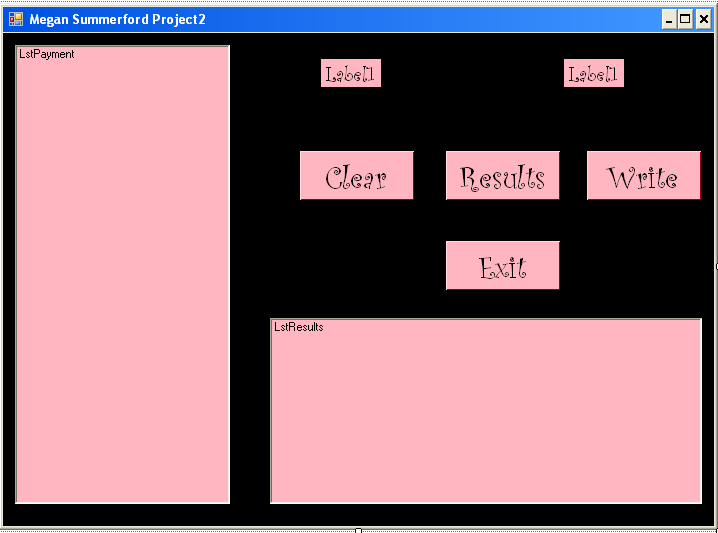 Megan Summerford Project2
LstPayment
Label1
Label1
Clear
Results
Write
Exit
LstResults